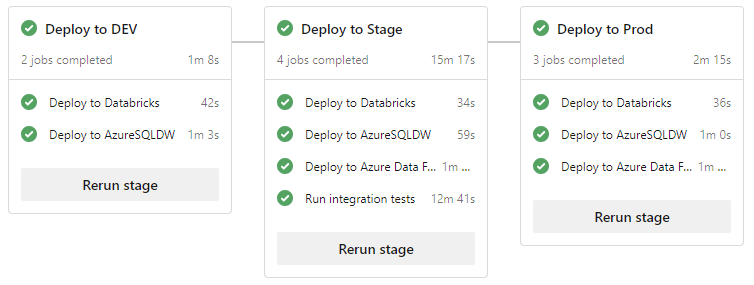 Deploy to DEV
2 jobs completed 1m 8s
Deploy to Databricks 42s
Deploy to AzureSQLDW 1m 3s
Rerun stage
Deploy to Stage
4 jobs completed 15m 17s
Deploy to Databricks 34s
Deploy to AzureSQLDW 59s
Deploy to Azure Data F... 1m ...
Run integration tests 12m 41s
Rerun stage
Deploy to Prod
3 jobs completed 2m 15s
Deploy to Databricks 36s
Deploy to AzureSQLDW 1m 0s
Deploy to Azure Data F... 1m ...
Rerun stage